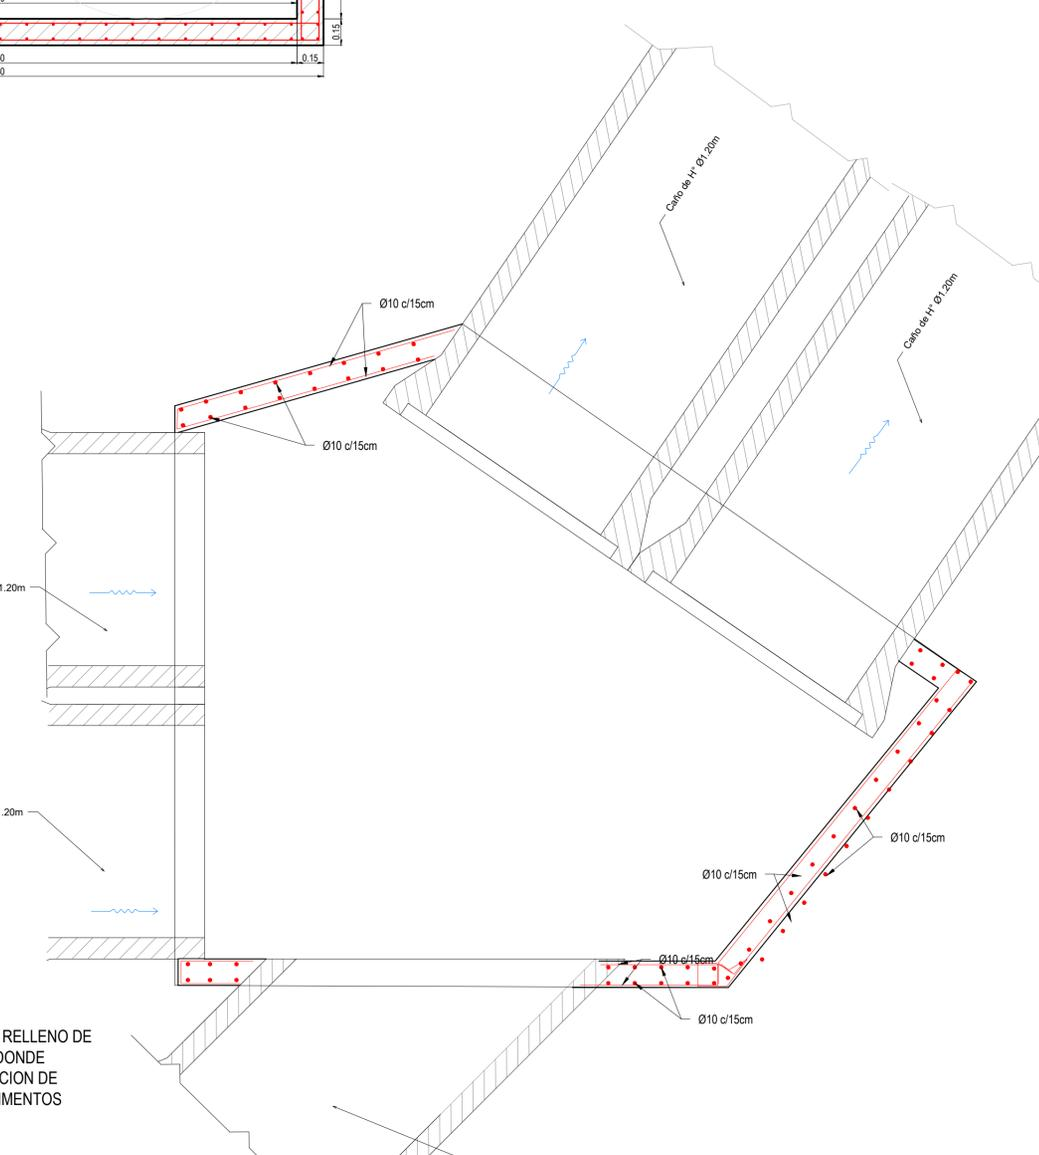 0.15
0.15
Caño de H° Ø1.20m
Caño de H° Ø1.20m
Ø10 c/15cm
Ø10 c/15cm
1.20m
.20m
Ø10 c/15cm
Ø10 c/15cm
Ø10 c/15cm
Ø10 c/15cm
RELLENO DE
DONDE
CION DE
IMENTOS